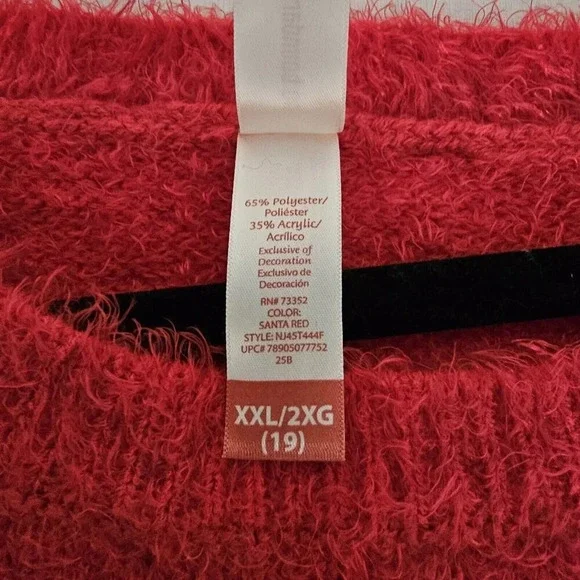 65% Polyester/
Poliéster
35% Acrylic/
Acrílico
Exclusive of
Decoration
Exclusivo de
Decoración
RN# 73352
COLOR:
SANTA RED
STYLE: NJ45T444F
UPC# 78905077752
25B
XXL/2XG
(19)